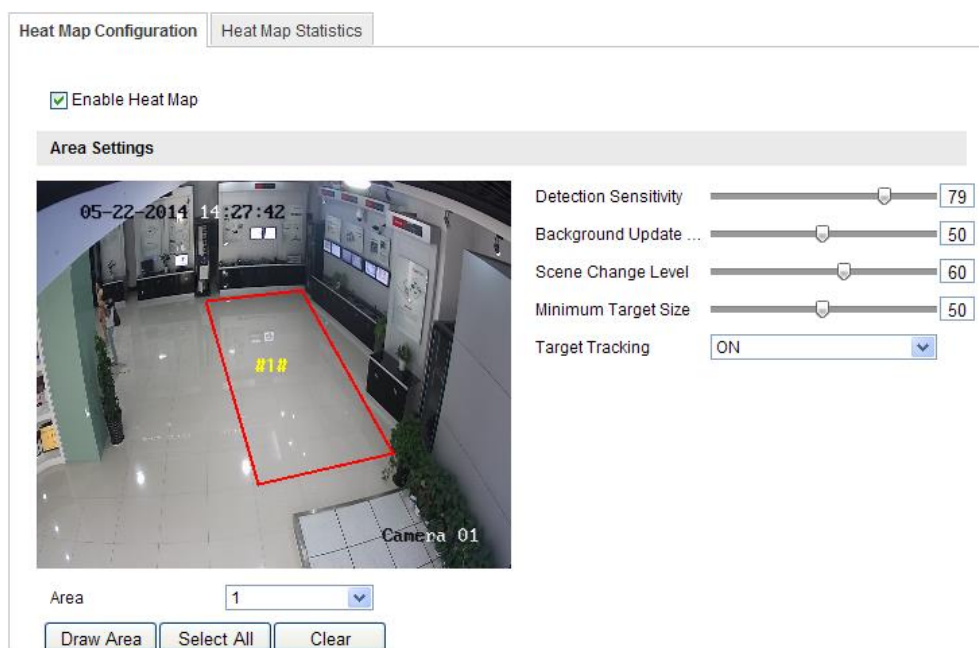 Heat Map Configuration
Heat Map Statistics
Enable Heat Map
Area Settings
05-22-2014 14:27:42
#1#
Camera 01
Detection Sensitivity 79
Background Update ... 50
Scene Change Level 60
Minimum Target Size 50
Target Tracking ON
Area 1
Draw Area Select All Clear